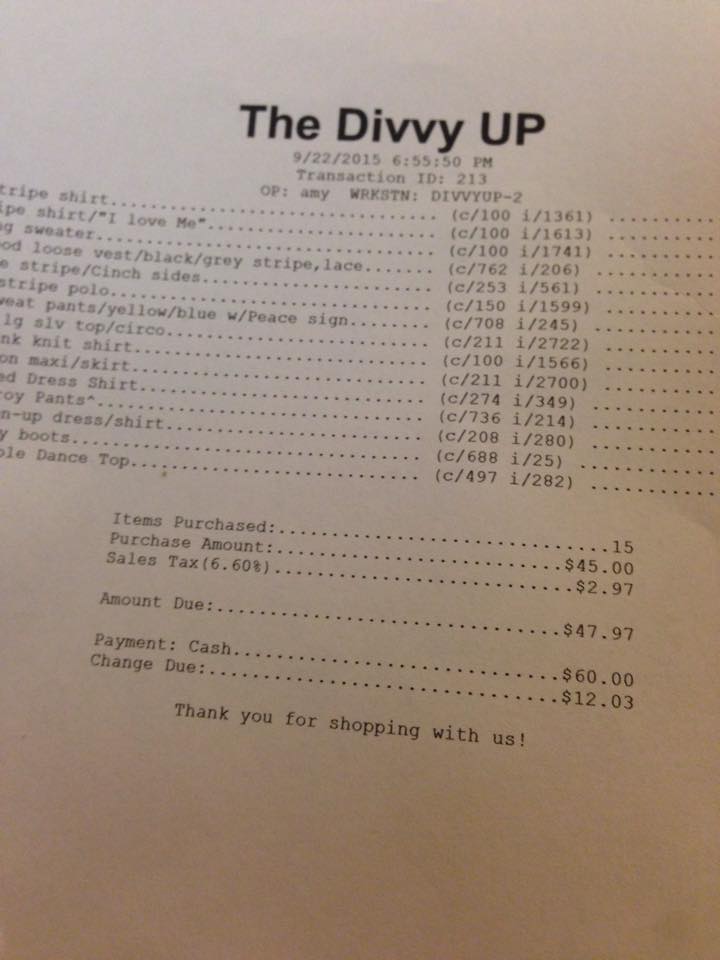 The Divvy UP
9/22/2015 6:55:50 PM
Transaction ID: 213
OP: amy WRKSTN: DIVVYUP-2
tripe shirt.............................. (c/100 i/1361) .........
ipe shirt/"I love Me"..................... (c/100 i/1613) .........
ng sweater............................... (c/100 i/1741) .........
ood loose vest/black/grey stripe,lace....... (c/762 i/206) .........
e stripe/Cinch sides....................... (c/253 i/561) .........
stripe polo............................... (c/150 i/1599) .........
weat pants/yellow/blue w/Peace sign........ (c/708 i/245) .........
lg slv top/circo.......................... (c/211 i/2722) .........
nk knit shirt............................. (c/100 i/1566) .........
on maxi/skirt............................. (c/211 i/2700) .........
ed Dress Shirt............................ (c/274 i/349) .........
roy Pants^................................ (c/736 i/214) .........
n-up dress/shirt.......................... (c/208 i/280) .........
y boots................................... (c/688 i/25) .........
ple Dance Top............................. (c/497 i/282) .........
Items Purchased:..............................15
Purchase Amount:..........................$45.00
Sales Tax(6.60%)...........................$2.97
Amount Due:...............................$47.97
Payment: Cash.............................$60.00
Change Due:...............................$12.03
Thank you for shopping with us!